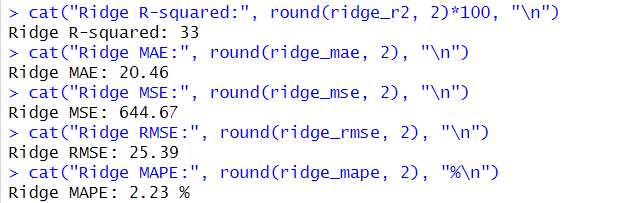 > cat("Ridge R-squared:", round(ridge_r2, 2)*100, "\n")
Ridge R-squared: 33
> cat("Ridge MAE:", round(ridge_mae, 2), "\n")
Ridge MAE: 20.46
> cat("Ridge MSE:", round(ridge_mse, 2), "\n")
Ridge MSE: 644.67
> cat("Ridge RMSE:", round(ridge_rmse, 2), "\n")
Ridge RMSE: 25.39
> cat("Ridge MAPE:", round(ridge_mape, 2), "%\n")
Ridge MAPE: 2.23 %